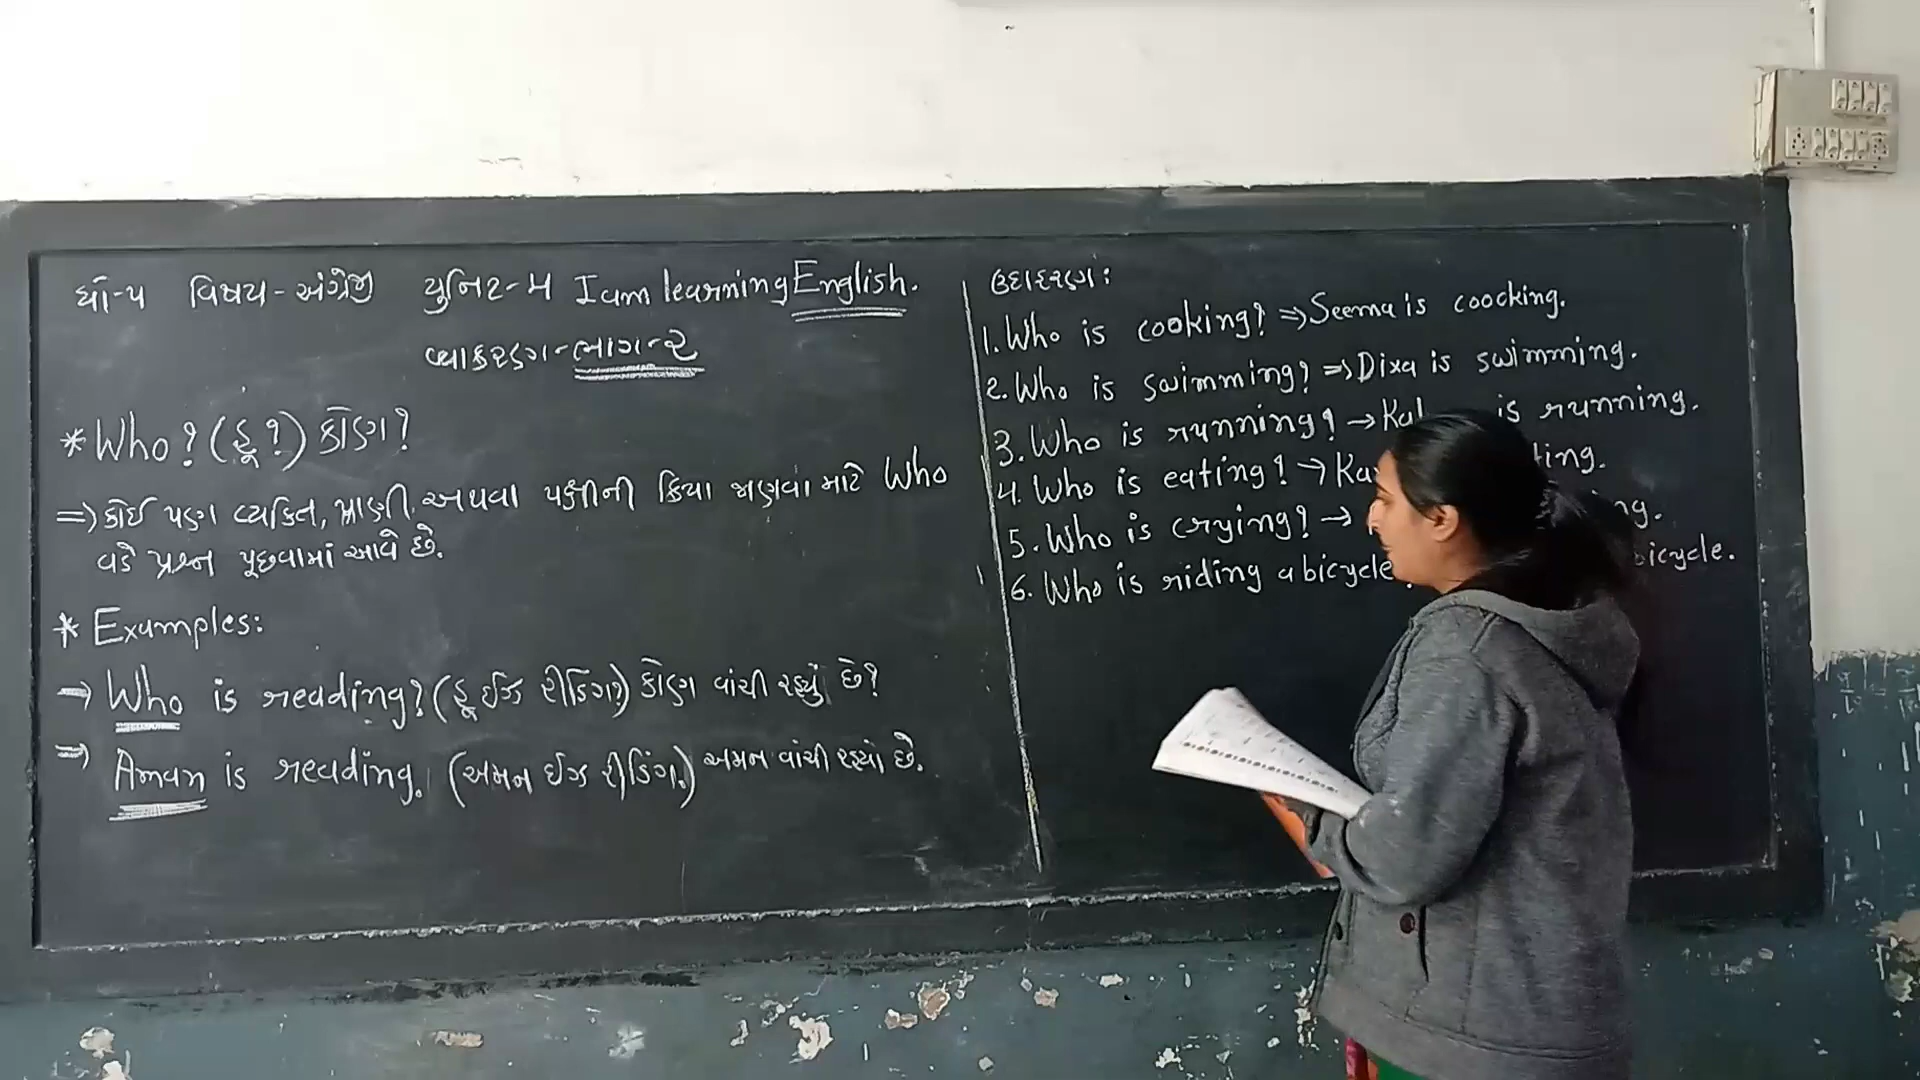 ધો-૫ વિષય-અંગ્રેજી યુનિટ-૫ I am learning English.
વ્યાકરણ-ભાગ-૨
* Who? (હૂ?) કોણ?
⇒ કોઈ પણ વ્યકિત, પ્રાણી અથવા પક્ષીની ક્રિયા જાણવા માટે Who
વડે પ્રશ્ન પૂછવામાં આવે છે.
* Examples:
→ Who is reading? (હૂ ઈઝ રીડિંગ?) કોણ વાંચી રહ્યું છે?
⇒ Aman is reading. (અમન ઈઝ રીડિંગ.) અમન વાંચી રહ્યો છે.
ઉદાહરણ:
1. Who is cooking? ⇒ Seema is coocking.
2. Who is swimming? ⇒ Dixa is swimming.
3. Who is running? → is running.
4. Who is eating? →
5. Who is crying? →
6. Who is riding a bicycle? bicycle.